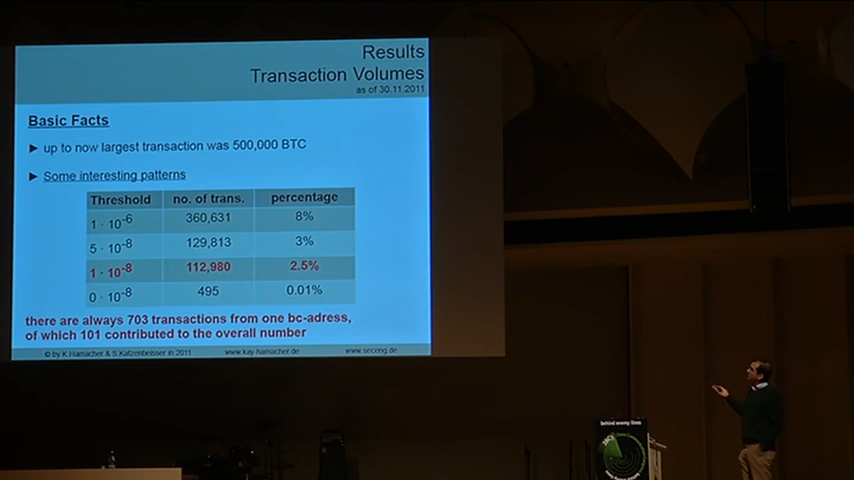 Results
Transaction Volumes
as of 30.11.2011
Basic Facts
► up to now largest transaction was 500,000 BTC
► Some interesting patterns
Threshold no. of trans. percentage
1 · 10⁻⁶ 360,631 8%
5 · 10⁻⁸ 129,813 3%
1 · 10⁻⁸ 112,980 2.5%
0 · 10⁻⁸ 495 0.01%
there are always 703 transactions from one bc-adress,
of which 101 contributed to the overall number
© by K.Hamacher & S.Katzenbeisser in 2011 www.kay-hamacher.de www.seceng.de
behind enemy lines